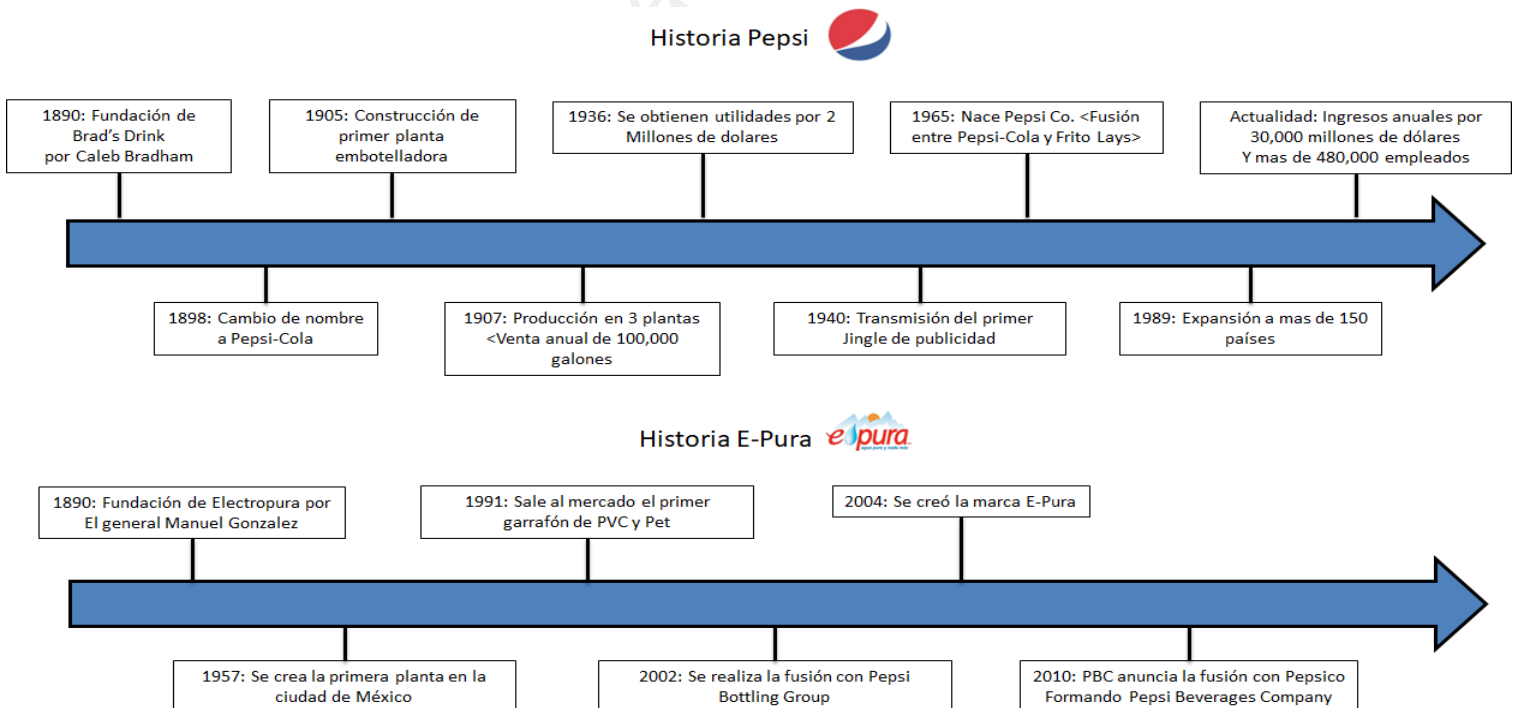 Historia Pepsi
1890: Fundación de
Brad's Drink
por Caleb Bradham
1905: Construcción de
primer planta
embotelladora
1936: Se obtienen utilidades por 2
Millones de dolares
1965: Nace Pepsi Co. <Fusión
entre Pepsi-Cola y Frito Lays>
Actualidad: Ingresos anuales por
30,000 millones de dólares
Y mas de 480,000 empleados
1898: Cambio de nombre
a Pepsi-Cola
1907: Producción en 3 plantas
<Venta anual de 100,000
galones
1940: Transmisión del primer
Jingle de publicidad
1989: Expansión a mas de 150
países
Historia E-Pura
e pura
1890: Fundación de Electropura por
El general Manuel Gonzalez
1991: Sale al mercado el primer
garrafón de PVC y Pet
2004: Se creó la marca E-Pura
1957: Se crea la primera planta en la
ciudad de México
2002: Se realiza la fusión con Pepsi
Bottling Group
2010: PBC anuncia la fusión con Pepsico
Formando Pepsi Beverages Company